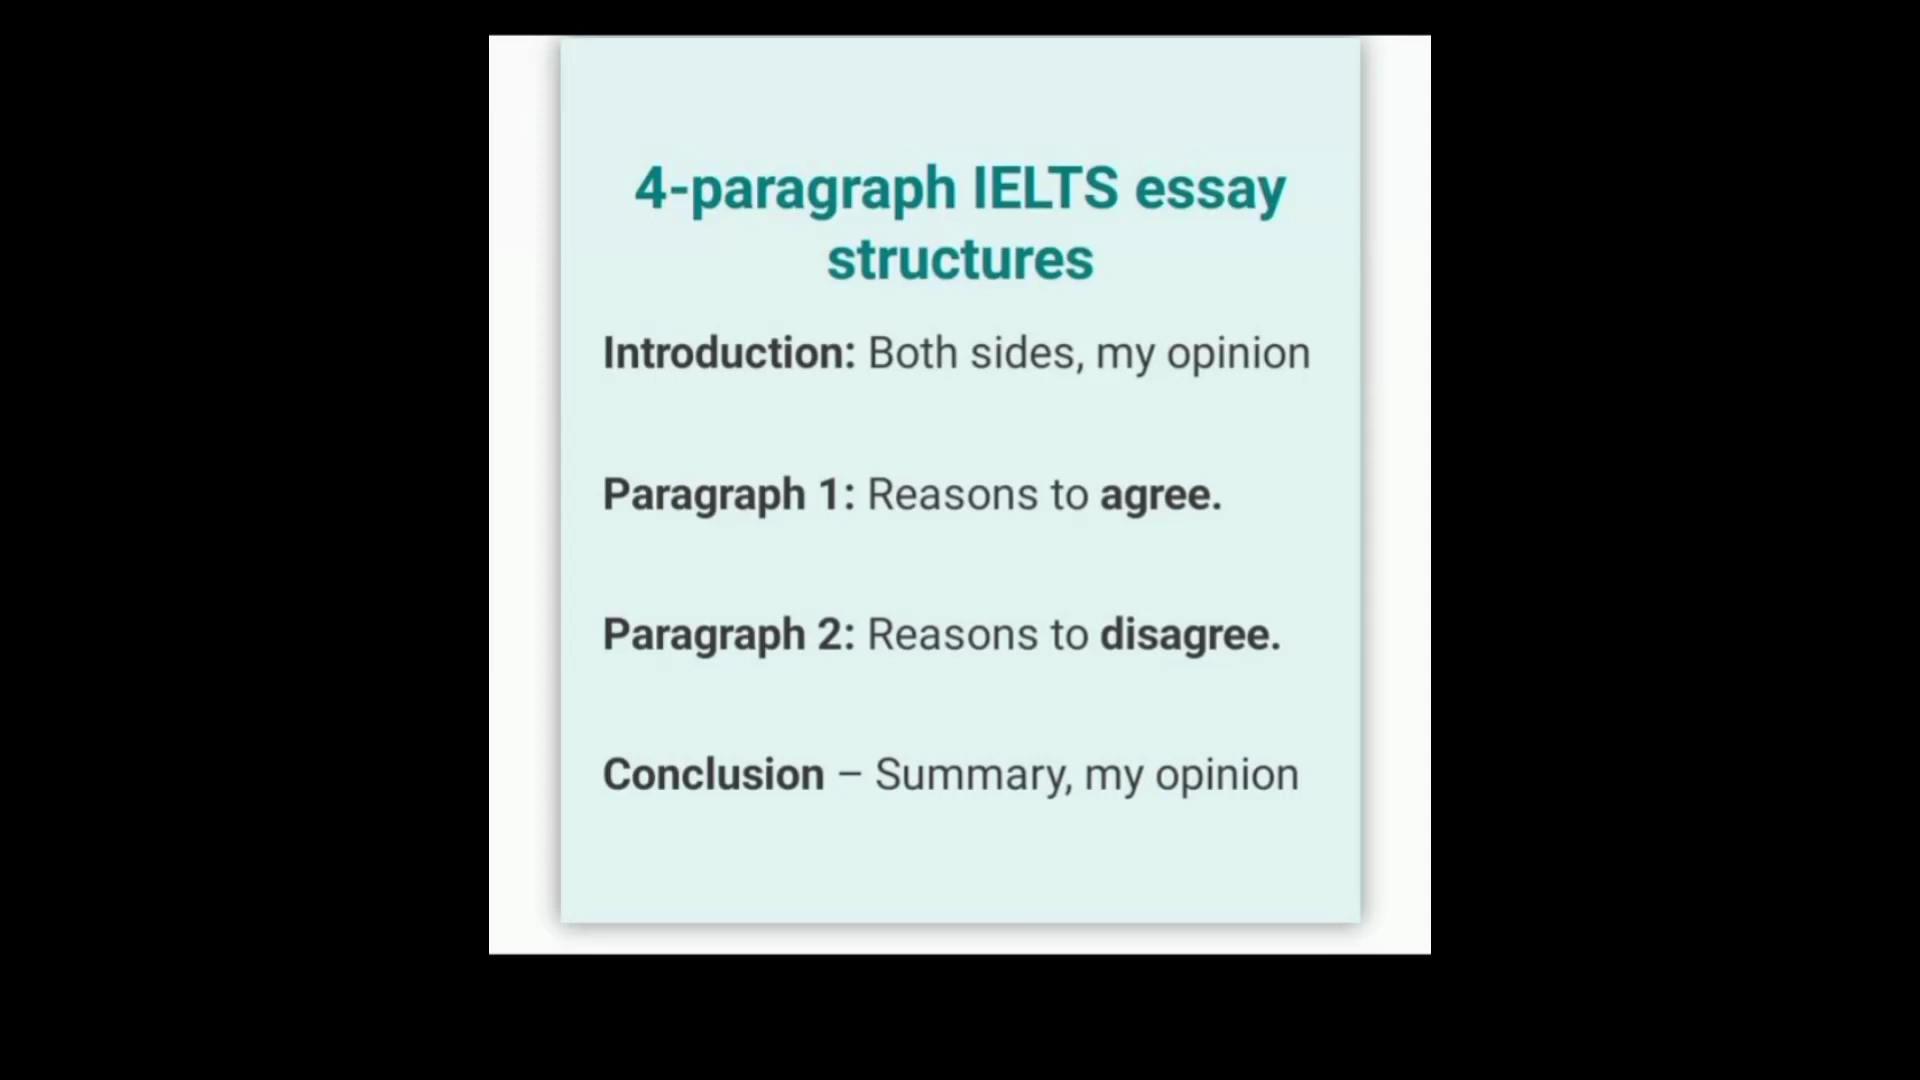 4-paragraph IELTS essay
structures
Introduction: Both sides, my opinion
Paragraph 1: Reasons to agree.
Paragraph 2: Reasons to disagree.
Conclusion – Summary, my opinion